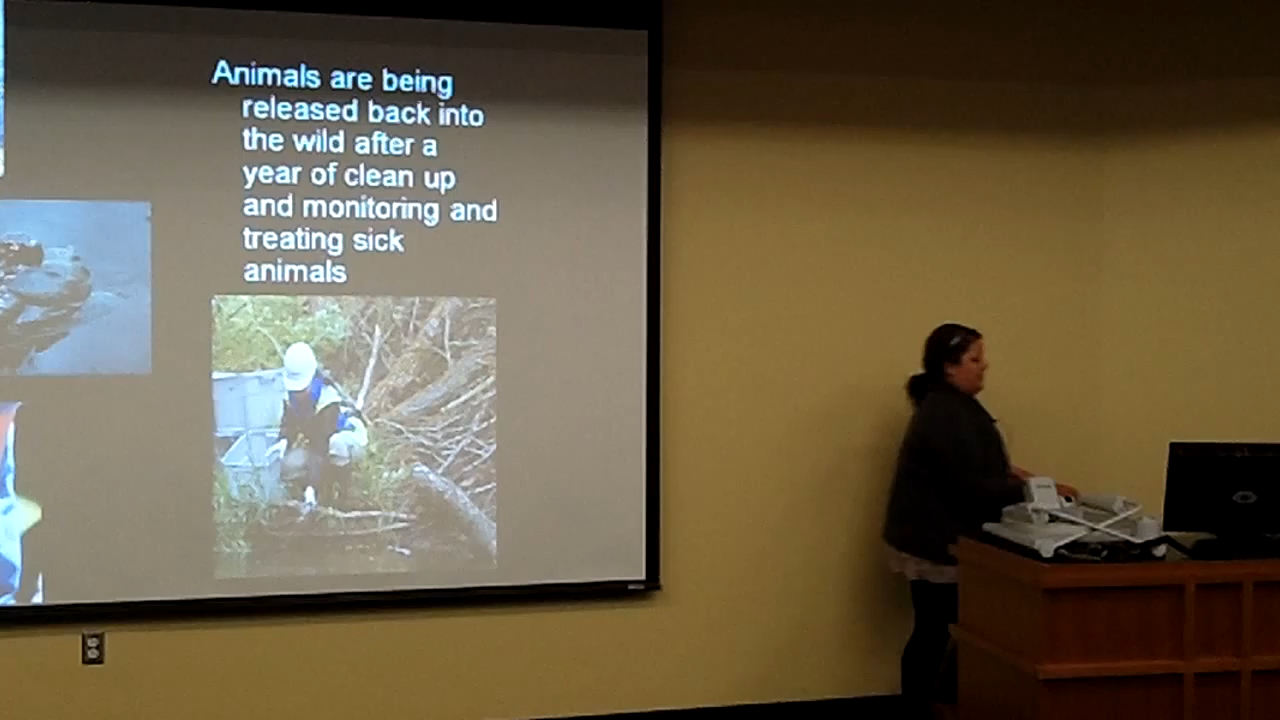 Animals are being
released back into
the wild after a
year of clean up
and monitoring and
treating sick
animals